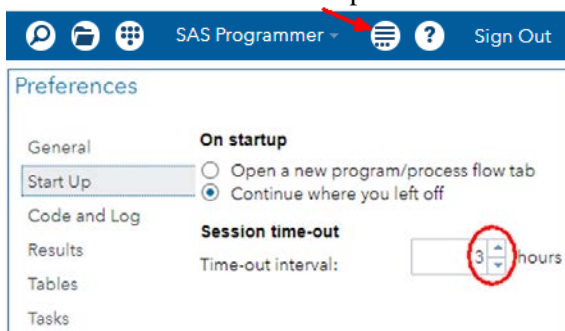 SAS Programmer ? Sign Out
Preferences
General
Start Up
Code and Log
Results
Tables
Tasks
On startup
Open a new program/process flow tab
Continue where you left off
Session time-out
Time-out interval: 3 hours